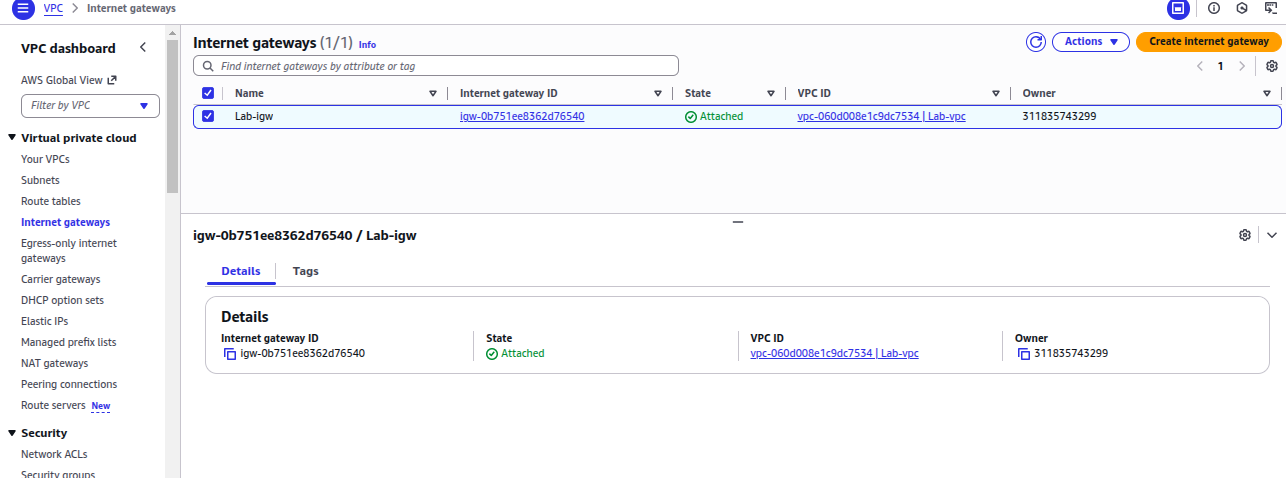 VPC > Internet gateways
VPC dashboard
AWS Global View
Filter by VPC
Virtual private cloud
Your VPCs
Subnets
Route tables
Internet gateways
Egress-only internet
gateways
Carrier gateways
DHCP option sets
Elastic IPs
Managed prefix lists
NAT gateways
Peering connections
Route servers New
Security
Network ACLs
Security groups
Internet gateways (1/1) Info
Actions
Create internet gateway
Find internet gateways by attribute or tag
1
Name Internet gateway ID State VPC ID Owner
Lab-igw igw-0b751ee8362d76540 Attached vpc-060d008e1c9dc7534 | Lab-vpc 311835743299
igw-0b751ee8362d76540 / Lab-igw
Details Tags
Details
Internet gateway ID State VPC ID Owner
igw-0b751ee8362d76540 Attached vpc-060d008e1c9dc7534 | Lab-vpc 311835743299